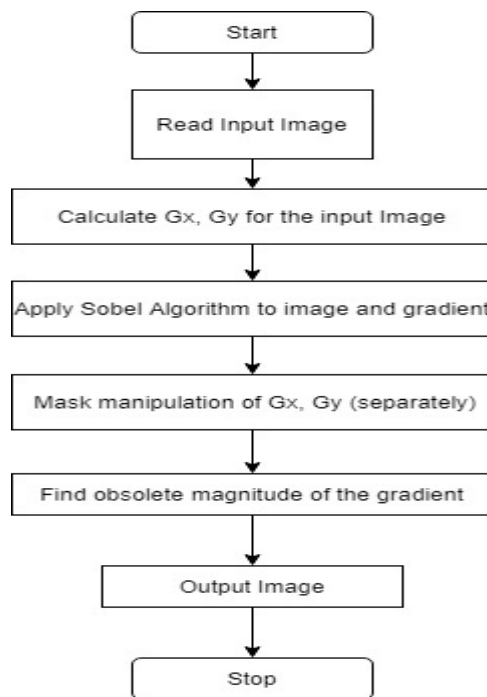 Start
Read Input Image
Calculate Gx, Gy for the input Image
Apply Sobel Algorithm to image and gradient
Mask manipulation of Gx, Gy (separately)
Find obsolete magnitude of the gradient
Output Image
Stop